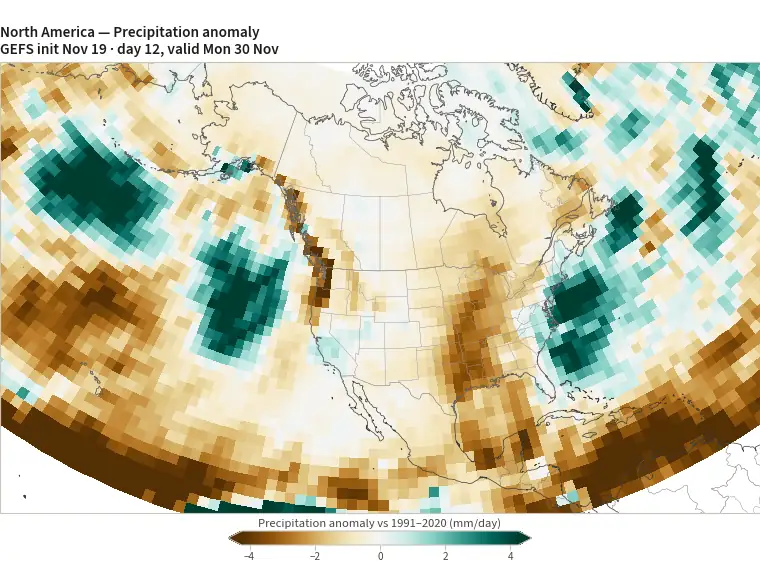 North America — Precipitation anomaly
GEFS init Nov 19 · day 12, valid Mon 30 Nov
Precipitation anomaly vs 1991–2020 (mm/day)
−4 −2 0 2 4